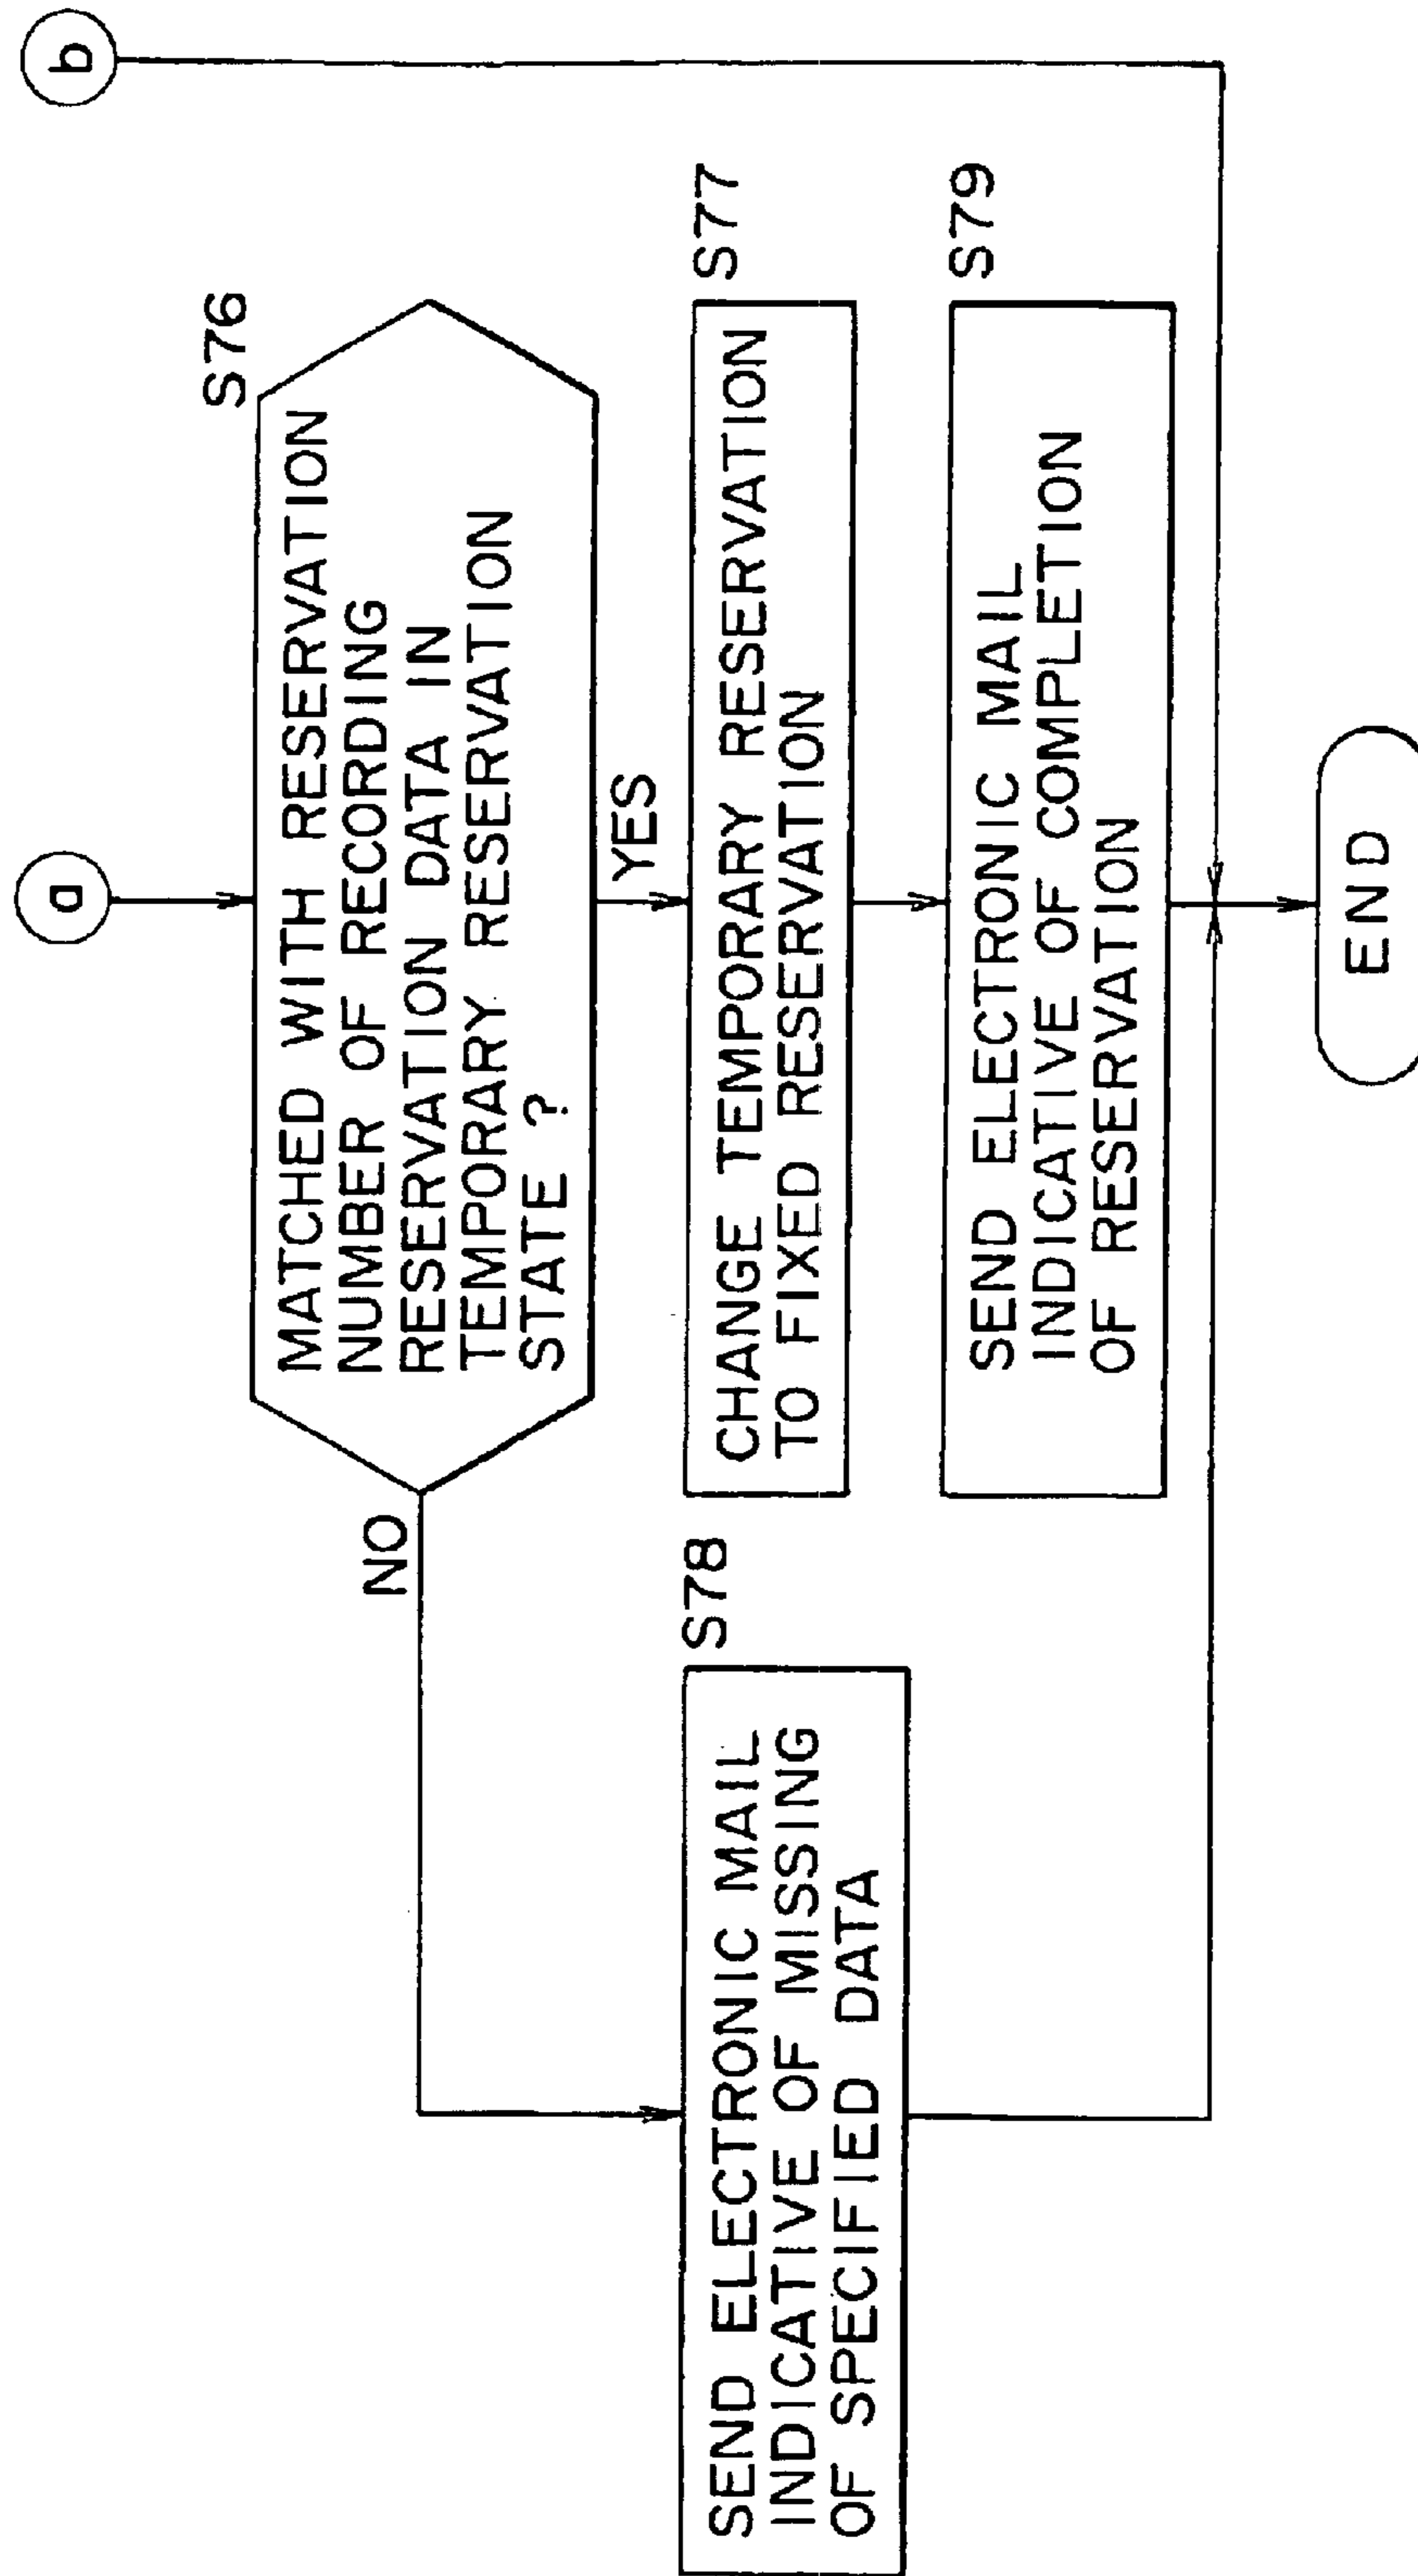 a
b
S76
MATCHED WITH RESERVATION
NUMBER OF RECORDING
RESERVATION DATA IN
TEMPORARY RESERVATION
STATE ?
NO
YES
S78
SEND ELECTRONIC MAIL
INDICATIVE OF MISSING
OF SPECIFIED DATA
S77
CHANGE TEMPORARY RESERVATION
TO FIXED RESERVATION
S79
SEND ELECTRONIC MAIL
INDICATIVE OF COMPLETION
OF RESERVATION
END